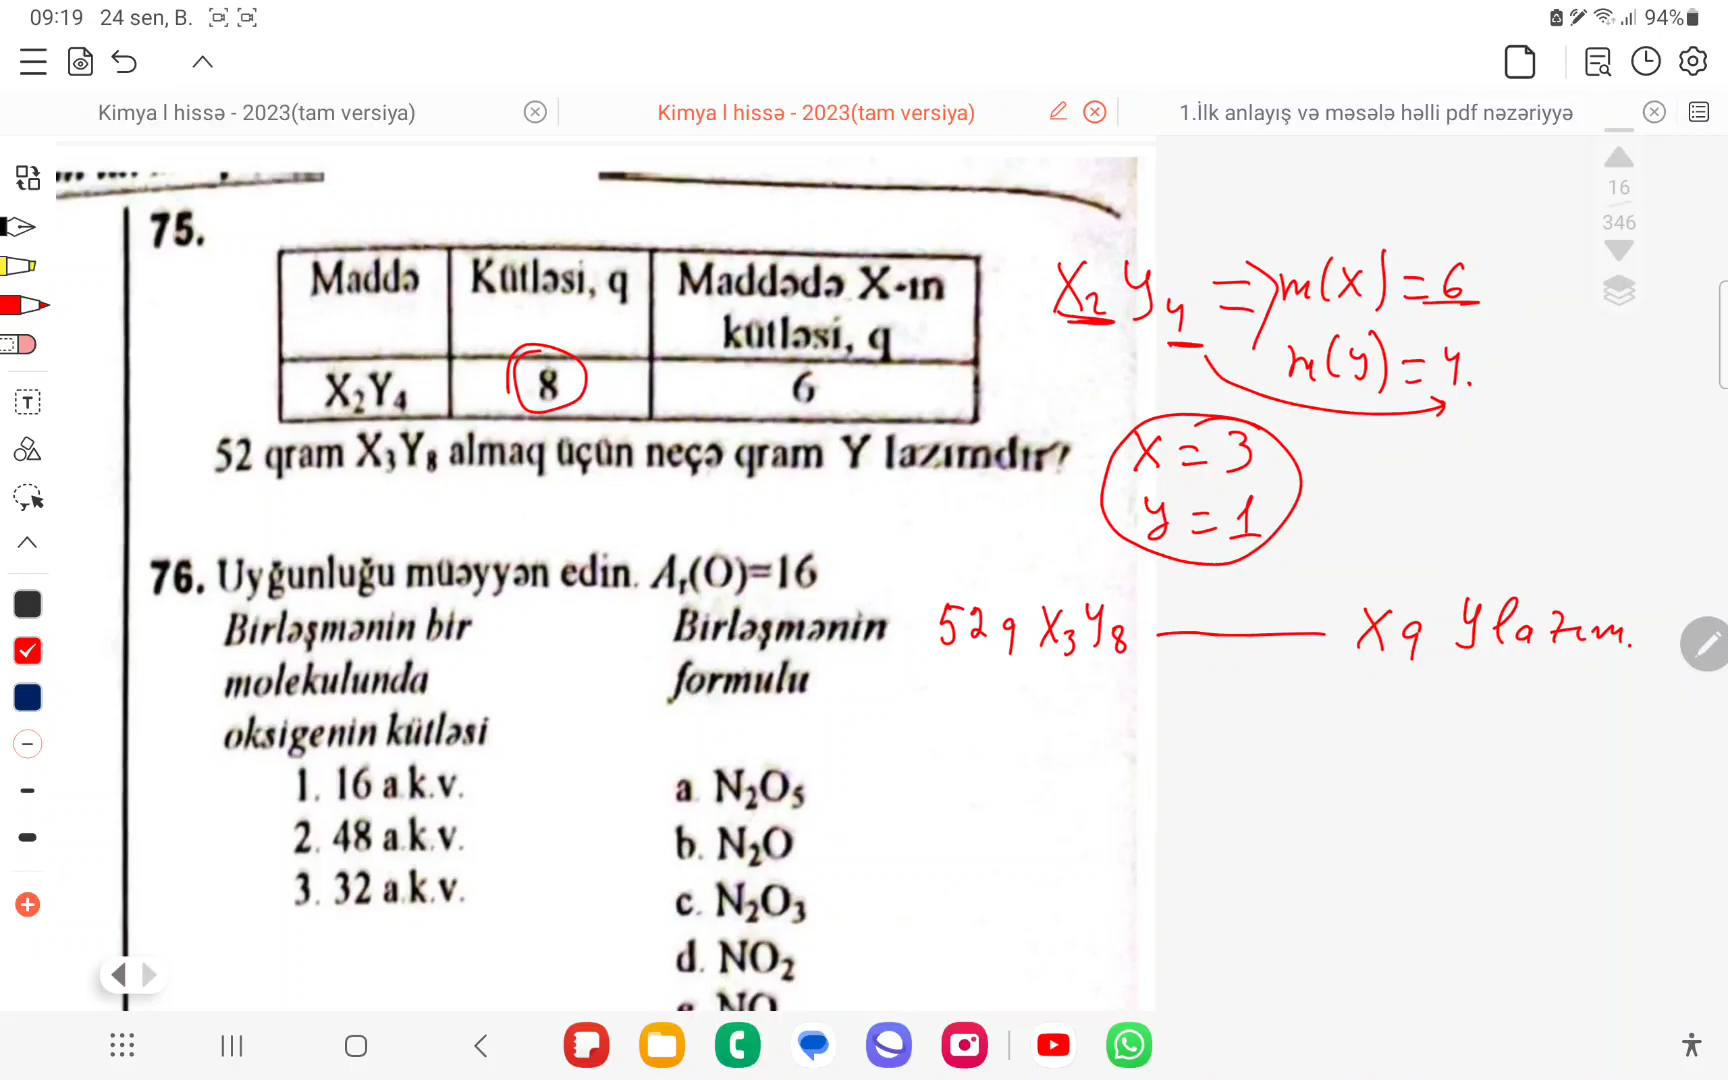 09:19 24 sen, B. 94%
Kimya l hissə - 2023(tam versiya)
Kimya l hissə - 2023(tam versiya)
1.İlk anlayış və məsələ həlli pdf nəzəriyyə
16
346
75.
Maddə Kütləsi, q Maddədə X-ın
kütləsi, q
X₂Y₄ 8 6
X₂Y₄ => m(X) = 6
m(y) = 4.
52 qram X₃Y₈ almaq üçün neçə qram Y lazımdır?
x = 3
y = 1
76. Uyğunluğu müəyyən edin. Aᵣ(O)=16
Birləşmənin bir
molekulunda
oksigenin kütləsi
Birləşmənin
formulu
52 q X₃Y₈ —— X q Y lazım.
1. 16 a.k.v.
2. 48 a.k.v.
3. 32 a.k.v.
a. N₂O₅
b. N₂O
c. N₂O₃
d. NO₂
e. NO
T